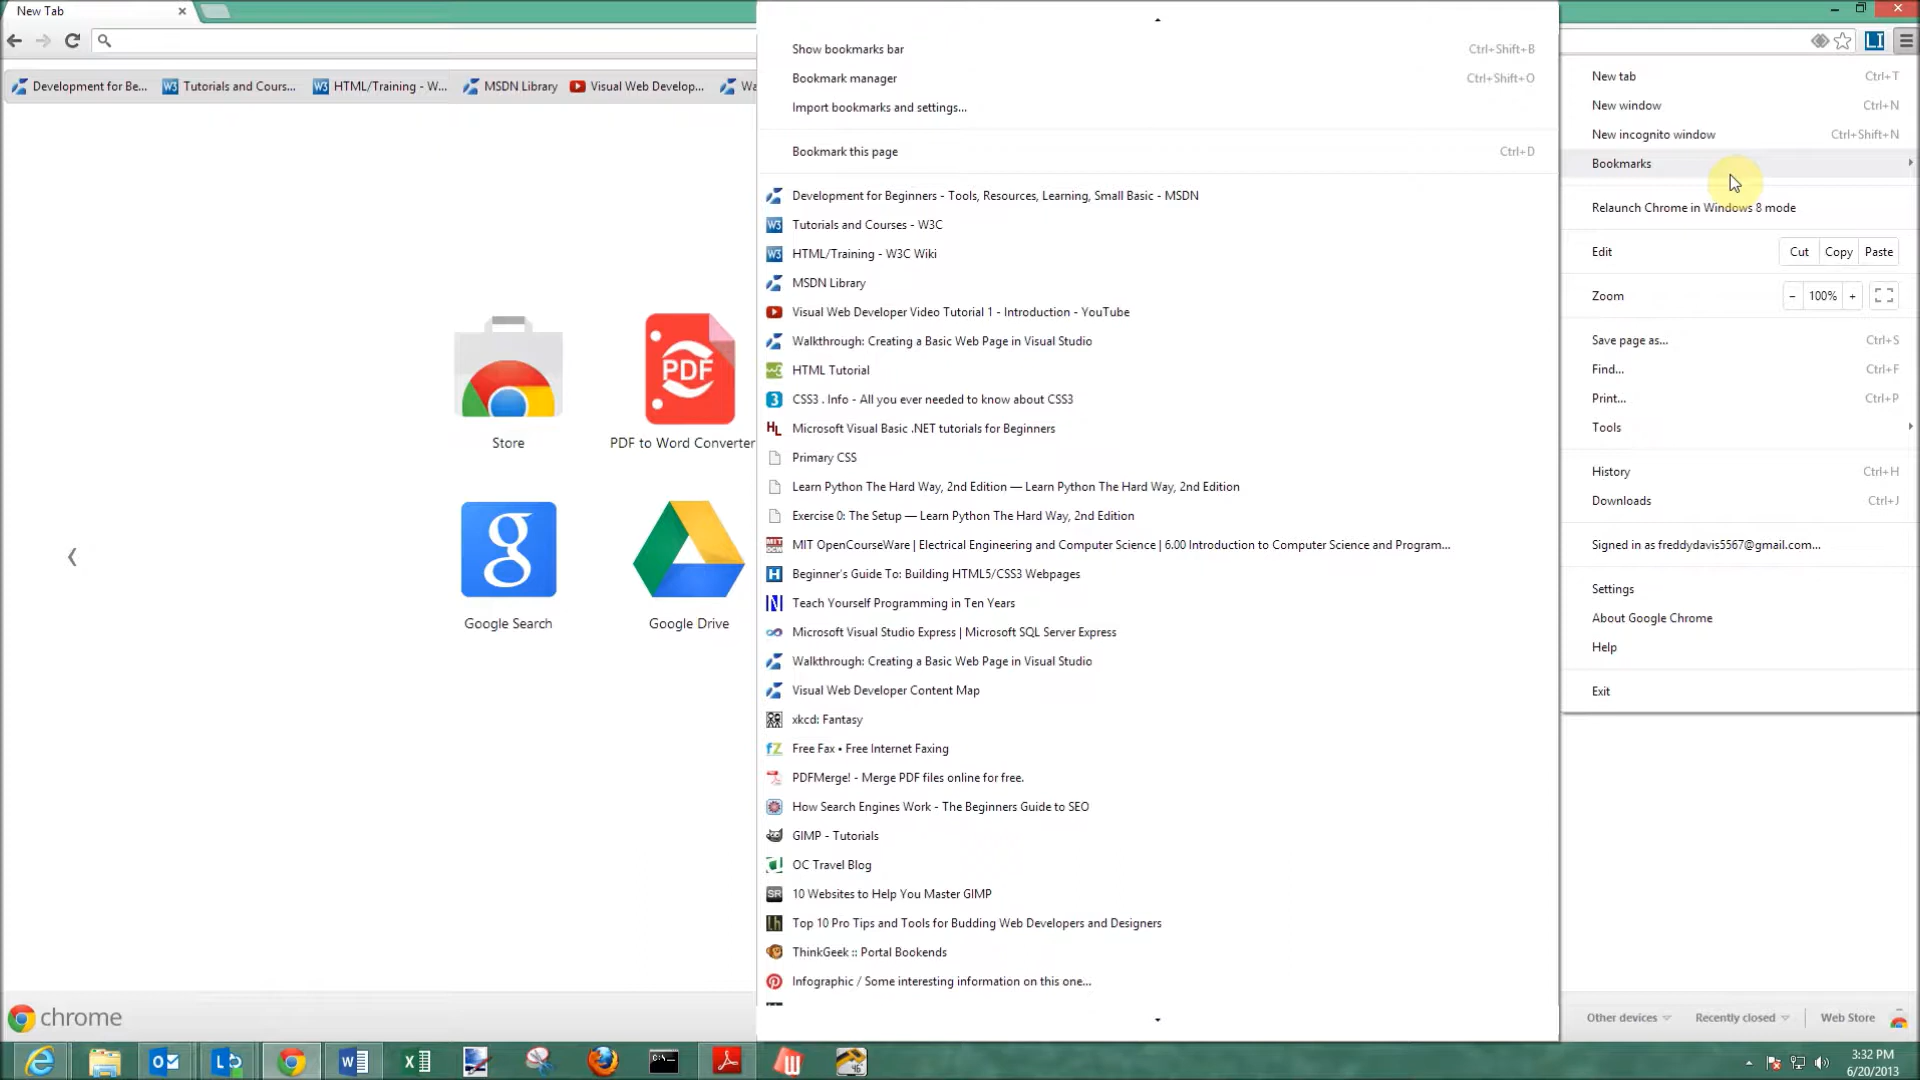 New Tab
Development for Be...
Tutorials and Cours...
HTML/Training - W...
MSDN Library
Visual Web Develop...
Wa
Store
PDF to Word Converter
Google Search
Google Drive
chrome
Show bookmarks bar Ctrl+Shift+B
Bookmark manager Ctrl+Shift+O
Import bookmarks and settings...
Bookmark this page Ctrl+D
Development for Beginners - Tools, Resources, Learning, Small Basic - MSDN
Tutorials and Courses - W3C
HTML/Training - W3C Wiki
MSDN Library
Visual Web Developer Video Tutorial 1 - Introduction - YouTube
Walkthrough: Creating a Basic Web Page in Visual Studio
HTML Tutorial
CSS3 . Info - All you ever needed to know about CSS3
Microsoft Visual Basic .NET tutorials for Beginners
Primary CSS
Learn Python The Hard Way, 2nd Edition — Learn Python The Hard Way, 2nd Edition
Exercise 0: The Setup — Learn Python The Hard Way, 2nd Edition
MIT OpenCourseWare | Electrical Engineering and Computer Science | 6.00 Introduction to Computer Science and Program...
Beginner's Guide To: Building HTML5/CSS3 Webpages
Teach Yourself Programming in Ten Years
Microsoft Visual Studio Express | Microsoft SQL Server Express
Walkthrough: Creating a Basic Web Page in Visual Studio
Visual Web Developer Content Map
xkcd: Fantasy
Free Fax • Free Internet Faxing
PDFMerge! - Merge PDF files online for free.
How Search Engines Work - The Beginners Guide to SEO
GIMP - Tutorials
OC Travel Blog
10 Websites to Help You Master GIMP
Top 10 Pro Tips and Tools for Budding Web Developers and Designers
ThinkGeek :: Portal Bookends
Infographic / Some interesting information on this one...
New tab Ctrl+T
New window Ctrl+N
New incognito window Ctrl+Shift+N
Bookmarks
Relaunch Chrome in Windows 8 mode
Edit Cut Copy Paste
Zoom - 100% +
Save page as... Ctrl+S
Find... Ctrl+F
Print... Ctrl+P
Tools
History Ctrl+H
Downloads Ctrl+J
Signed in as freddydavis5567@gmail.com...
Settings
About Google Chrome
Help
Exit
Other devices
Recently closed
Web Store
3:32 PM
6/20/2013